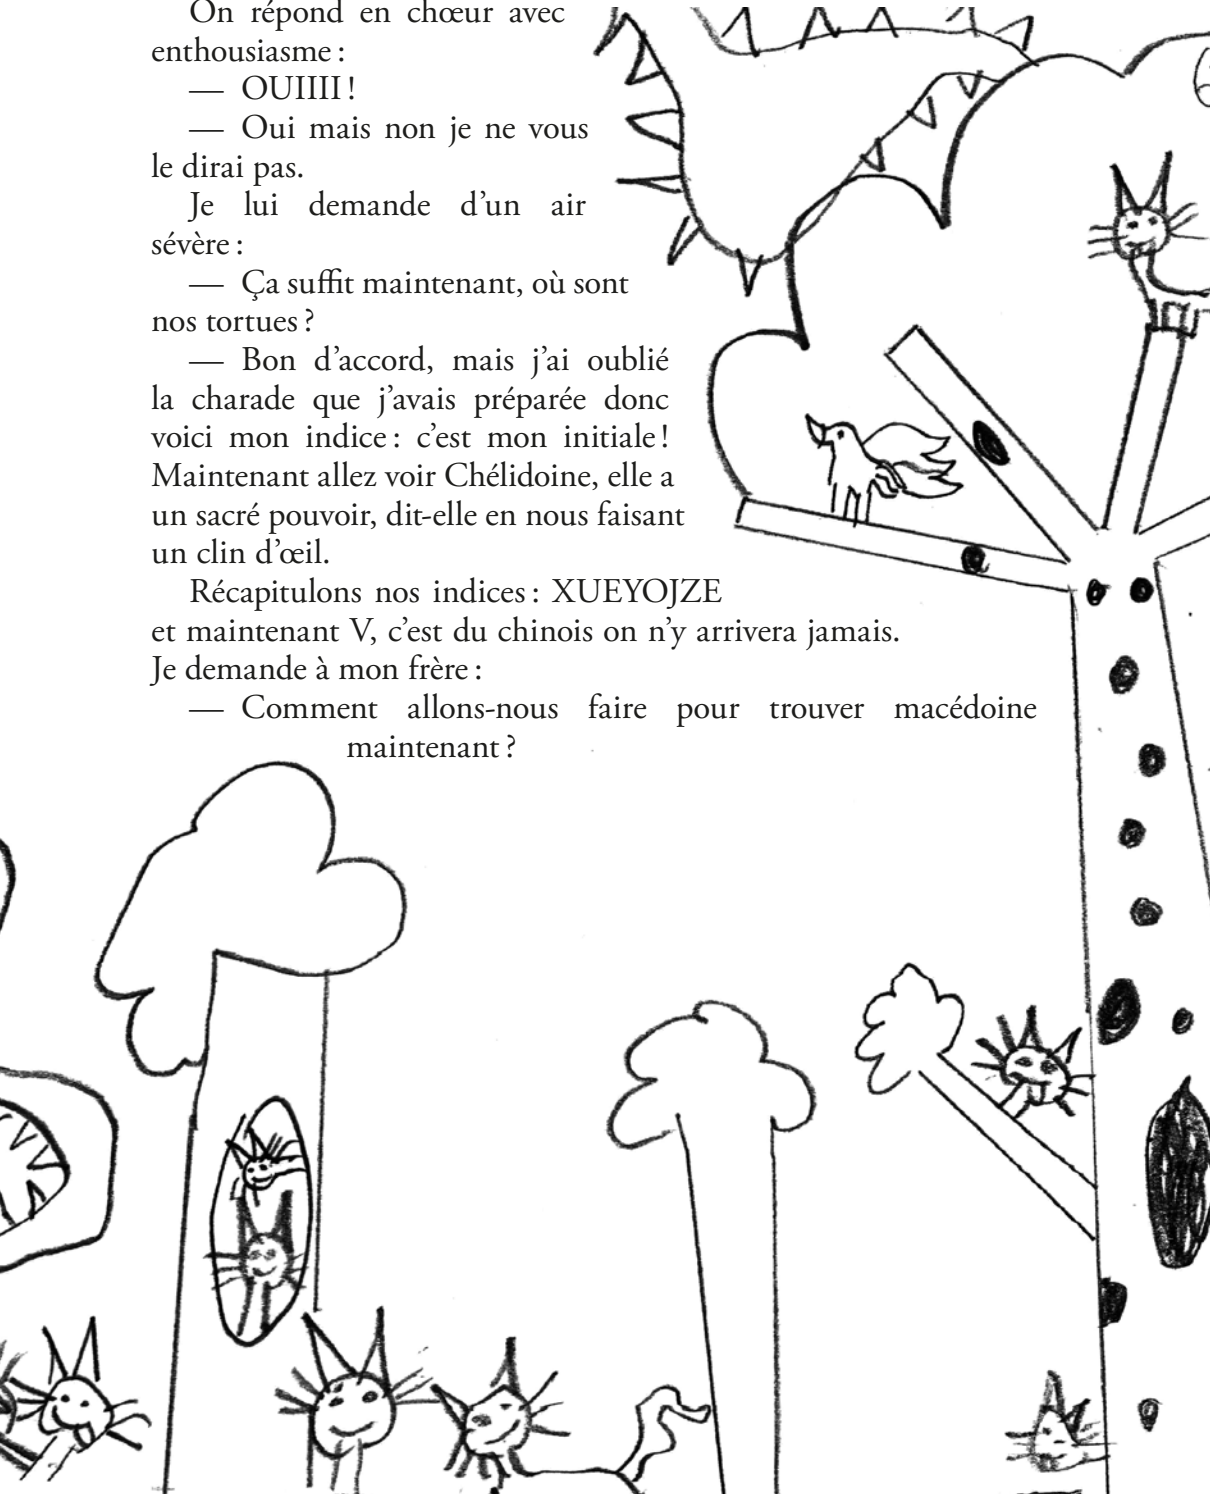 On répond en chœur avec
enthousiasme :
— OUIIII !
— Oui mais non je ne vous
le dirai pas.
Je lui demande d’un air
sévère :
— Ça suffit maintenant, où sont
nos tortues ?
— Bon d’accord, mais j’ai oublié
la charade que j’avais préparée donc
voici mon indice : c’est mon initiale !
Maintenant allez voir Chélidoine, elle a
un sacré pouvoir, dit-elle en nous faisant
un clin d’œil.
Récapitulons nos indices : XUEYOJZE
et maintenant V, c’est du chinois on n’y arrivera jamais.
Je demande à mon frère :
— Comment allons-nous faire pour trouver macédoine
maintenant ?